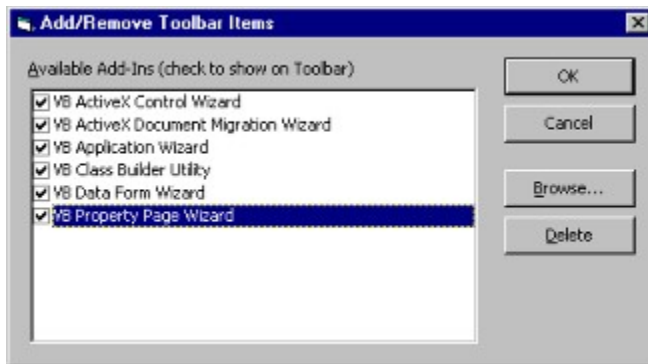 Add/Remove Toolbar Items
Available Add-Ins (check to show on Toolbar)
VB ActiveX Control Wizard
VB ActiveX Document Migration Wizard
VB Application Wizard
VB Class Builder Utility
VB Data Form Wizard
VB Property Page Wizard
OK
Cancel
Browse...
Delete